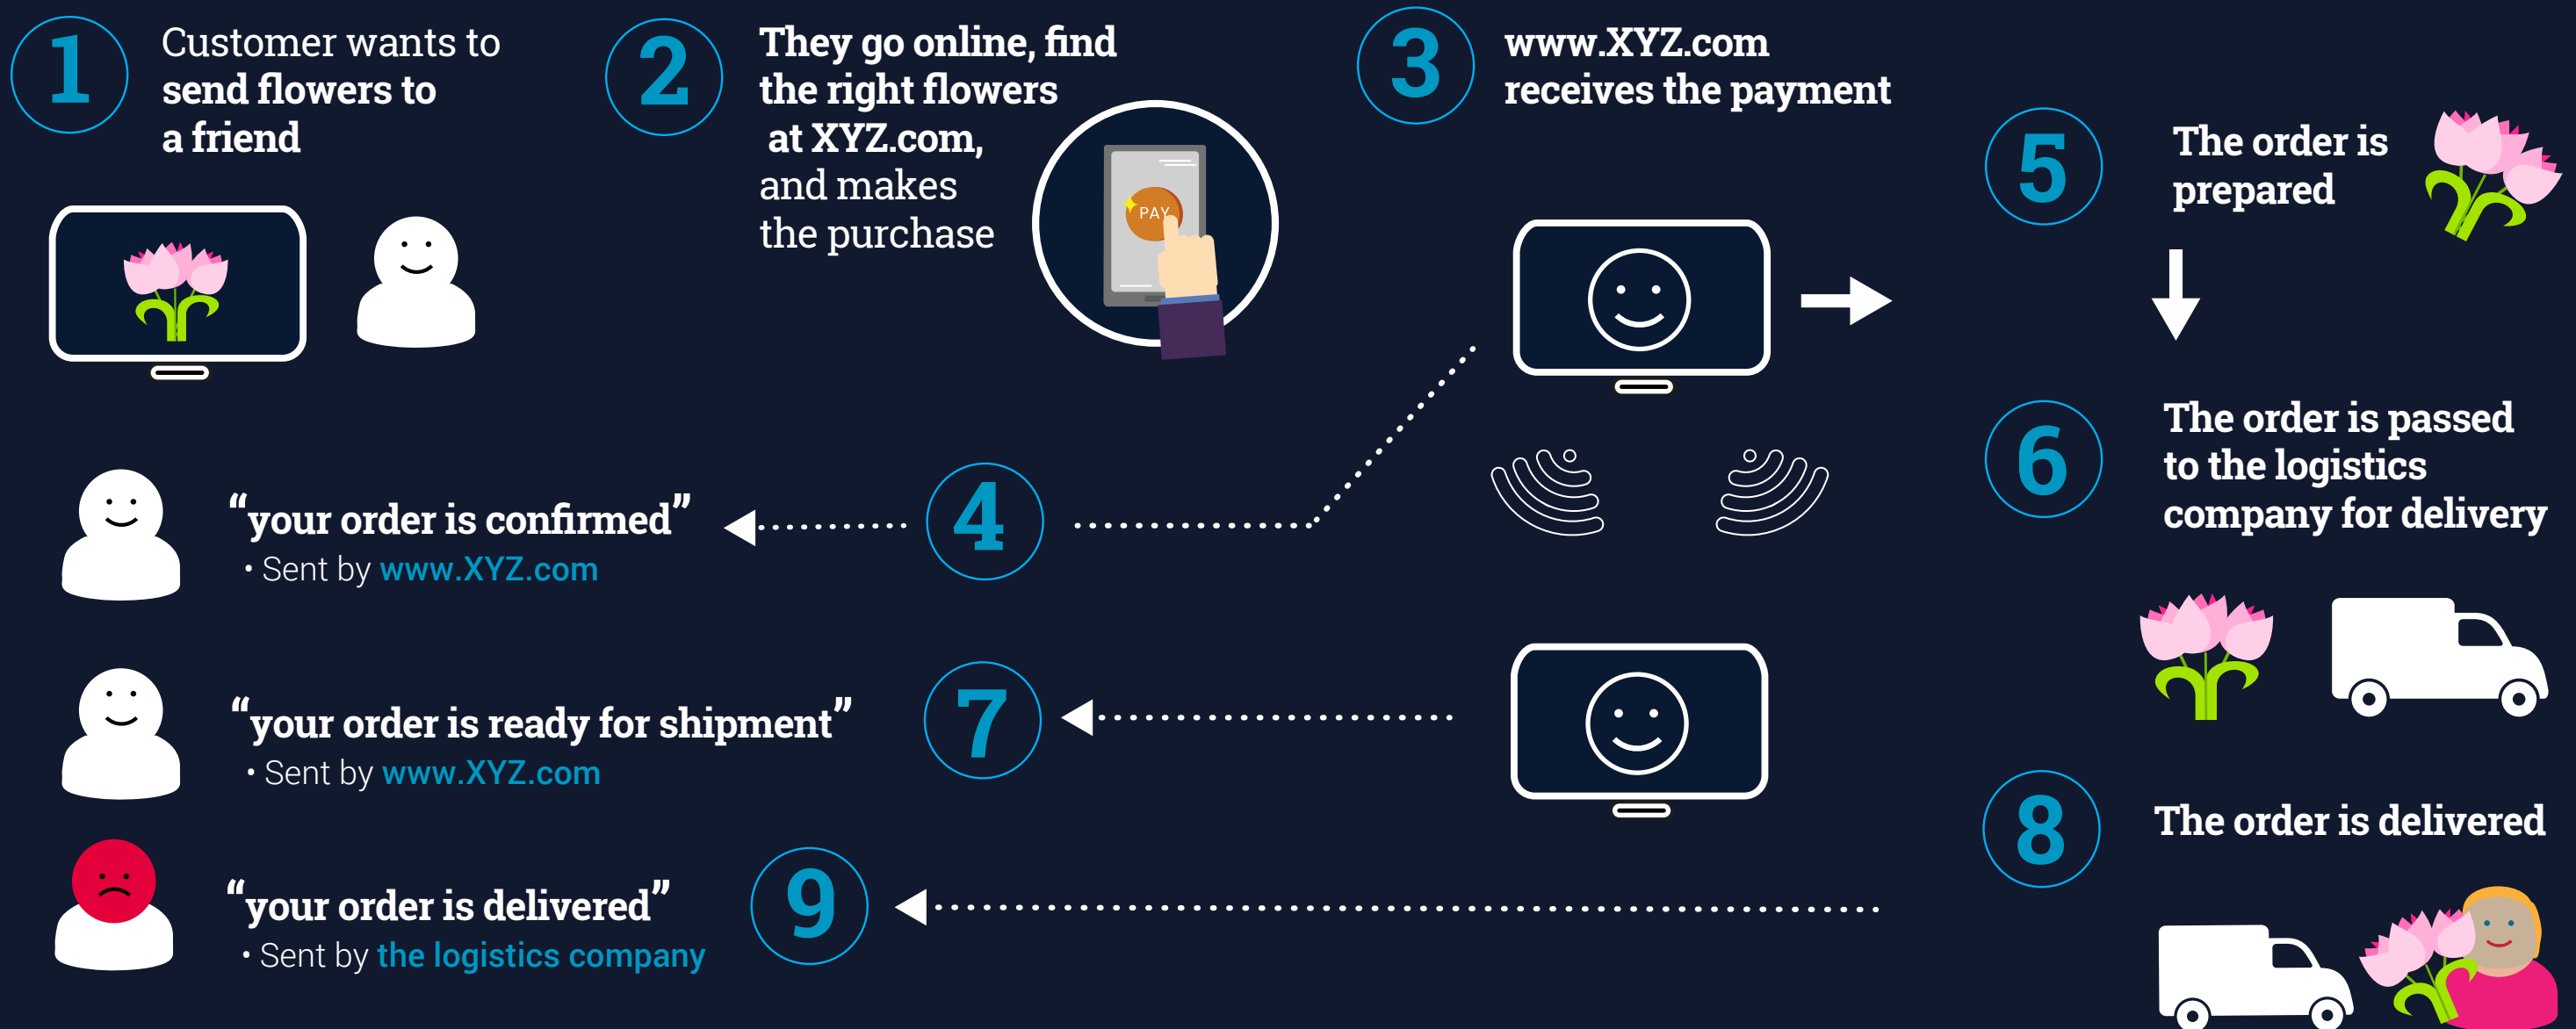 1
Customer wants to
send flowers to
a friend
2
They go online, find
the right flowers
at XYZ.com,
and makes
the purchase
PAY
3
www.XYZ.com
receives the payment
4
“your order is confirmed”
• Sent by www.XYZ.com
5
The order is
prepared
6
The order is passed
to the logistics
company for delivery
7
“your order is ready for shipment”
• Sent by www.XYZ.com
8
The order is delivered
9
“your order is delivered”
• Sent by the logistics company